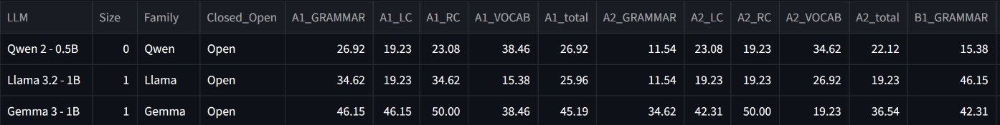 LLM Size Family Closed_Open A1_GRAMMAR A1_LC A1_RC A1_VOCAB A1_total A2_GRAMMAR A2_LC A2_RC A2_VOCAB A2_total B1_GRAMMAR
Qwen 2 - 0.5B 0 Qwen Open 26.92 19.23 23.08 38.46 26.92 11.54 23.08 19.23 34.62 22.12 15.38
Llama 3.2 - 1B 1 Llama Open 34.62 19.23 34.62 15.38 25.96 11.54 19.23 19.23 26.92 19.23 46.15
Gemma 3 - 1B 1 Gemma Open 46.15 46.15 50.00 38.46 45.19 34.62 42.31 50.00 19.23 36.54 42.31